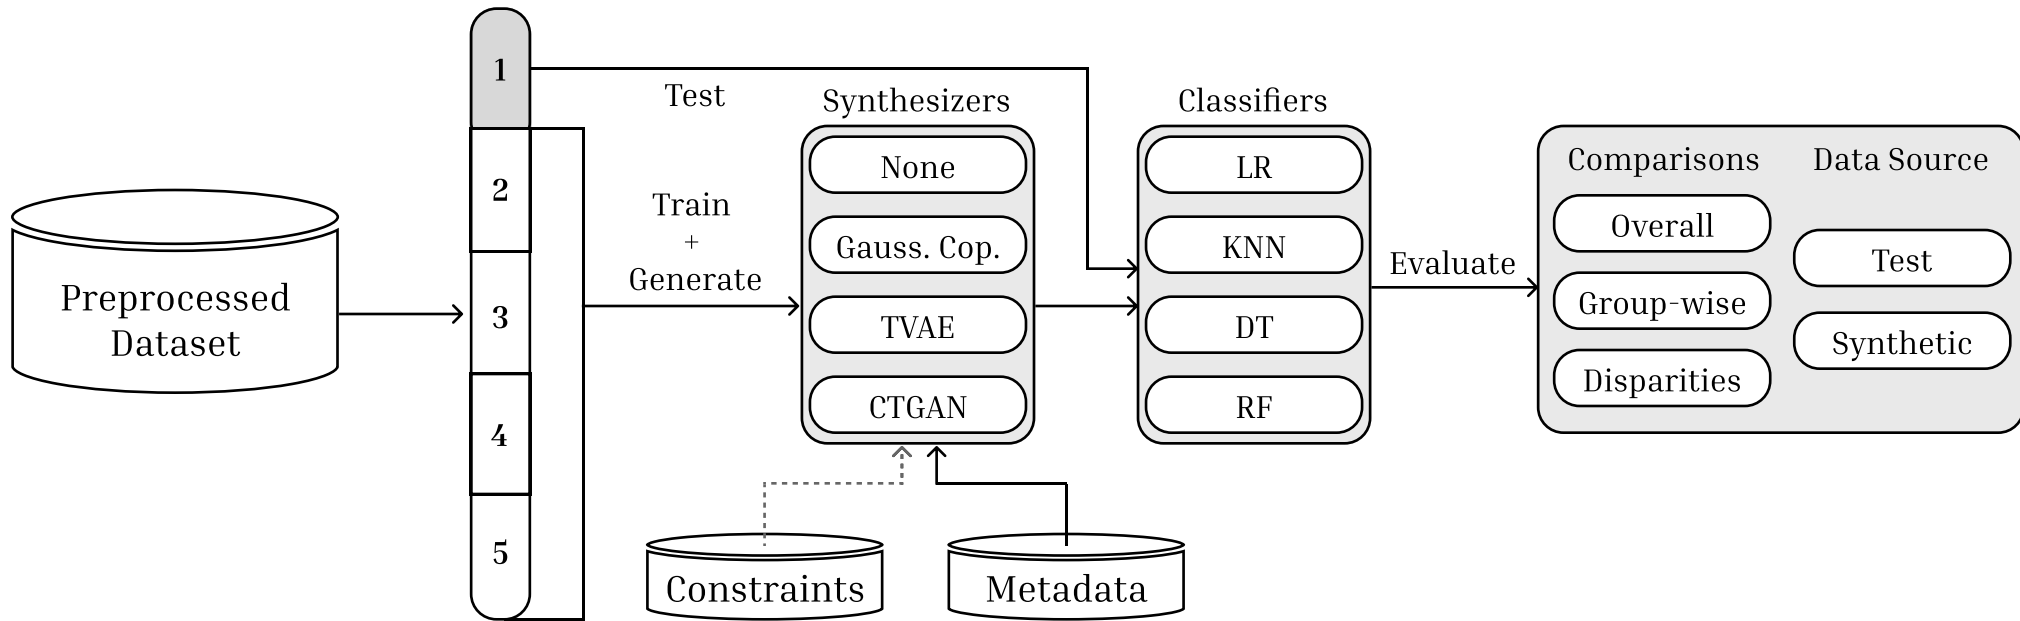 Preprocessed
Dataset
1
2
3
4
5
Test
Train
+
Generate
Synthesizers
None
Gauss. Cop.
TVAE
CTGAN
Constraints
Metadata
Classifiers
LR
KNN
DT
RF
Evaluate
Comparisons
Overall
Group-wise
Disparities
Data Source
Test
Synthetic